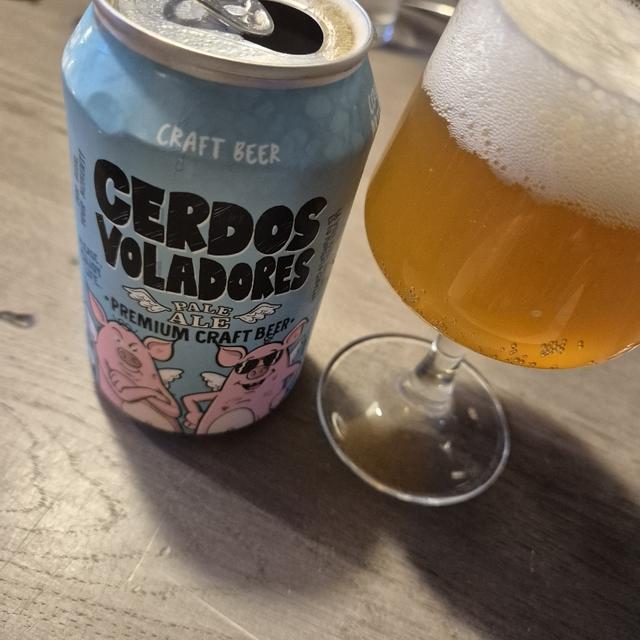 CRAFT BEER
CERDOS
VOLADORES
PALE
ALE
PREMIUM CRAFT BEER